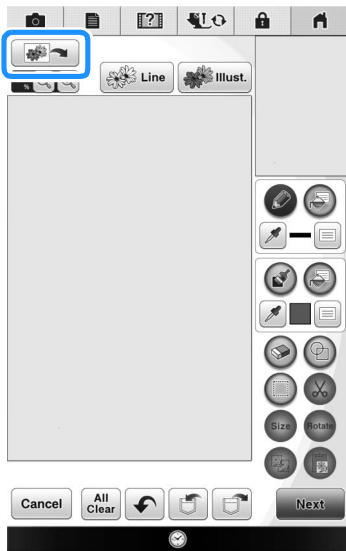 [?]
%
Line
Illust.
Size
Rotate
Cancel
All
Clear
Next